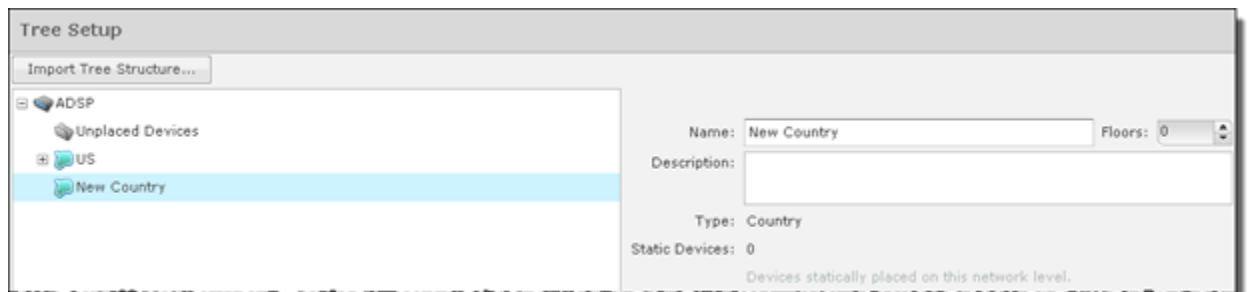 Tree Setup
Import Tree Structure...
ADSP
Unplaced Devices
US
New Country
Name: New Country Floors: 0
Description:
Type: Country
Static Devices: 0
Devices statically placed on this network level.